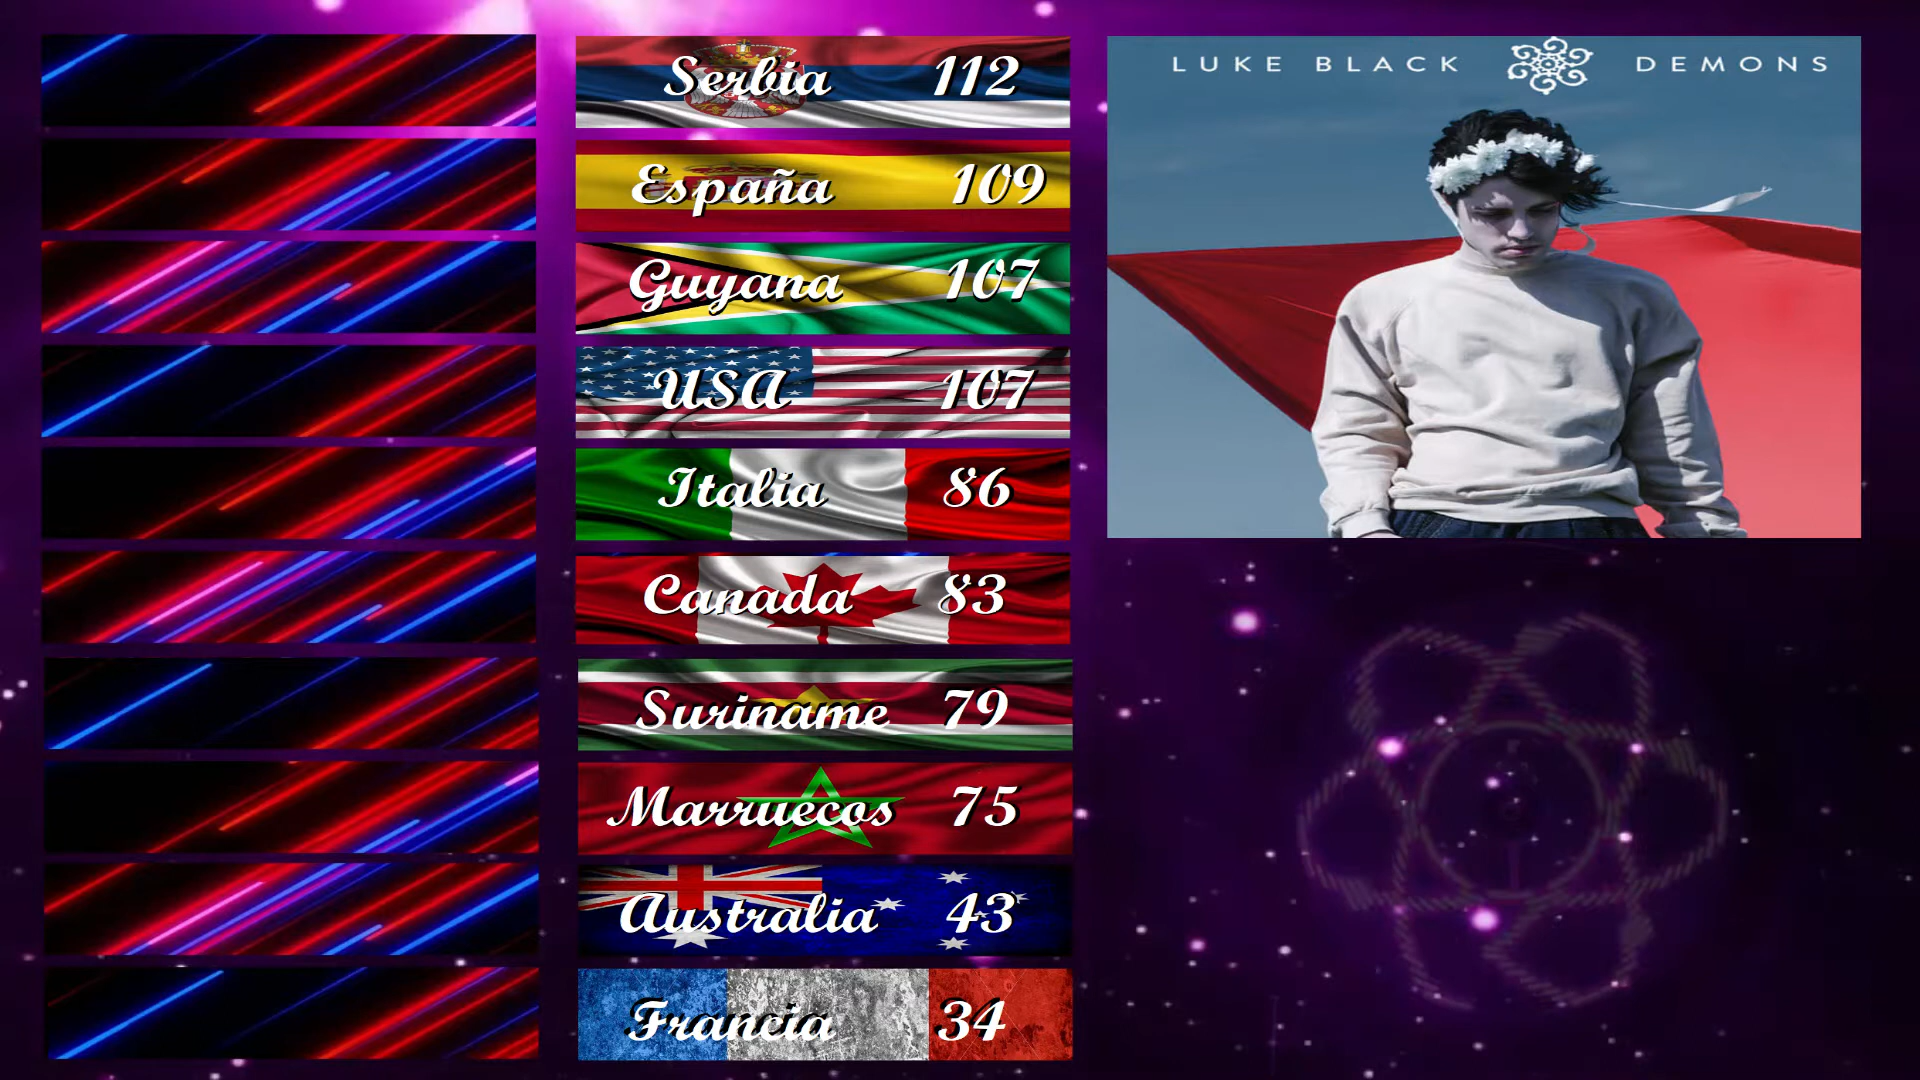 Serbia 112
España 109
Guyana 107
USA 107
Italia 86
Canada 83
Suriname 79
Marruecos 75
Australia 43
Francia 34
LUKE BLACK DEMONS